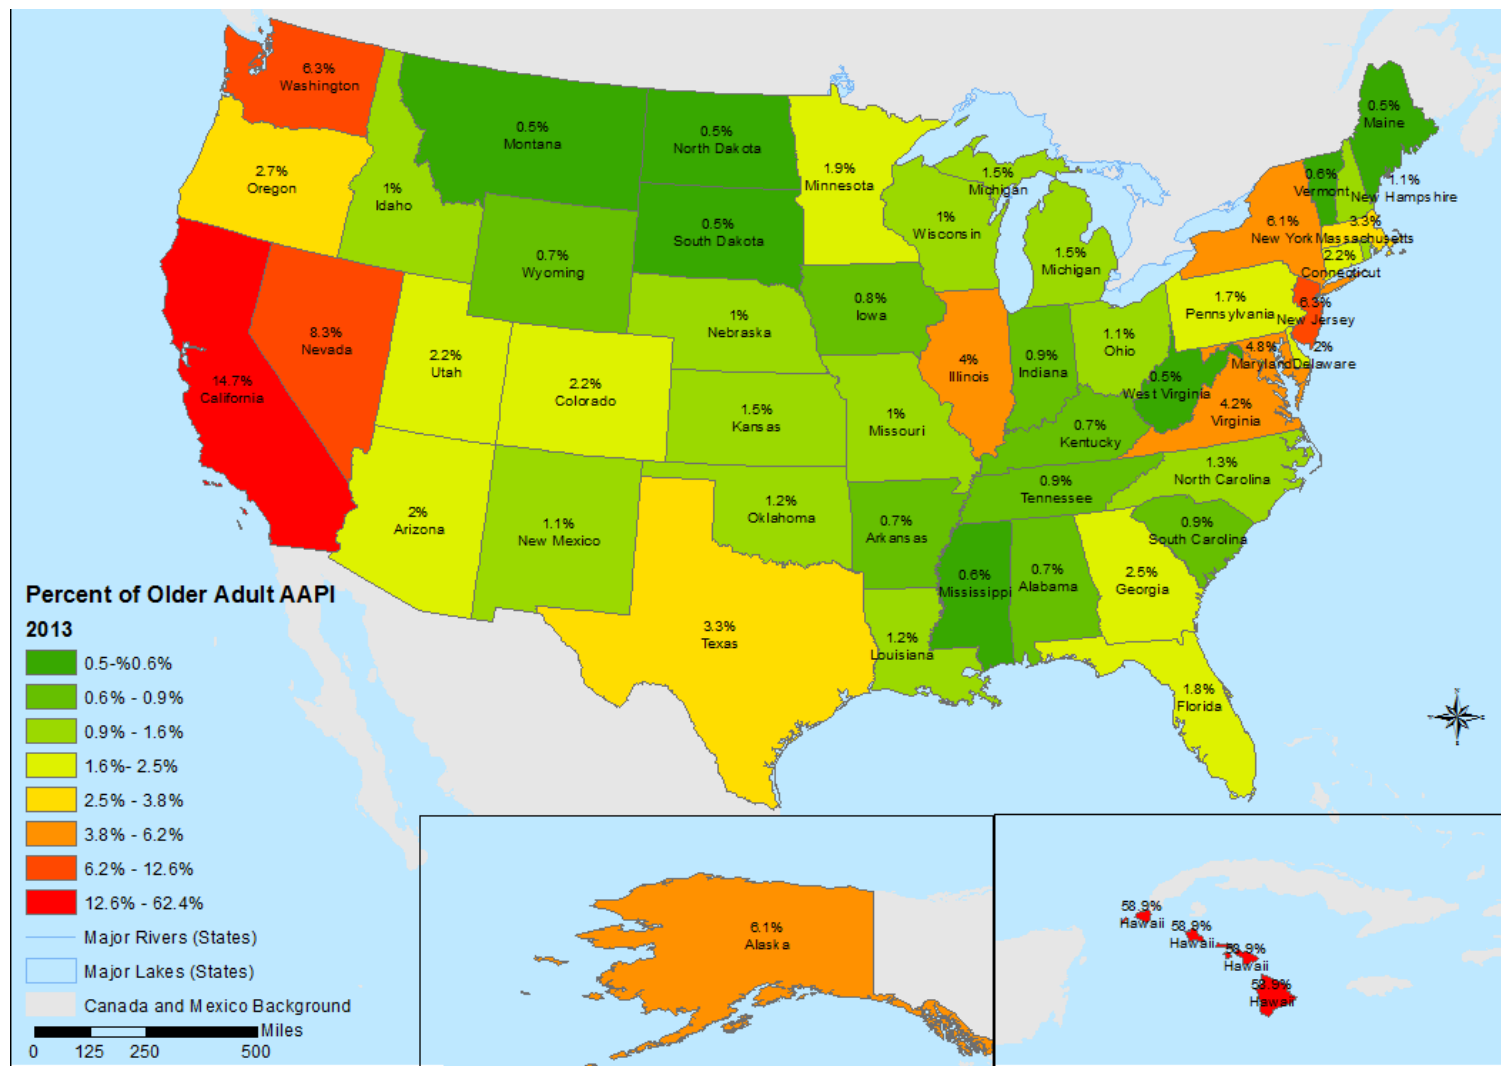 6.3%
Washington
0.5%
Montana
0.5%
North Dakota
0.5%
Maine
2.7%
Oregon
1%
Idaho
1.9%
Minnesota
1.5%
Michigan
0.6%
Vermont
1.1%
New Hampshire
0.5%
South Dakota
1%
Wisconsin
6.1%
New York
3.3%
Massachusetts
0.7%
Wyoming
1.5%
Michigan
2.2%
Connecticut
8.3%
Nevada
1%
Nebraska
0.8%
Iowa
1.7%
Pennsylvania
6.3%
New Jersey
14.7%
California
2.2%
Utah
2.2%
Colorado
4%
Illinois
0.9%
Indiana
1.1%
Ohio
4.8%
Maryland
2%
Delaware
1.5%
Kansas
1%
Missouri
0.5%
West Virginia
4.2%
Virginia
0.7%
Kentucky
2%
Arizona
1.1%
New Mexico
1.2%
Oklahoma
0.7%
Arkansas
0.9%
Tennessee
1.3%
North Carolina
0.9%
South Carolina
0.6%
Mississippi
0.7%
Alabama
2.5%
Georgia
3.3%
Texas
1.2%
Louisiana
1.8%
Florida
Percent of Older Adult AAPI
2013
0.5-%0.6%
0.6% - 0.9%
0.9% - 1.6%
1.6%- 2.5%
2.5% - 3.8%
3.8% - 6.2%
6.2% - 12.6%
12.6% - 62.4%
Major Rivers (States)
Major Lakes (States)
Canada and Mexico Background
Miles
0 125 250 500
6.1%
Alaska
58.9%
Hawaii
58.9%
Hawaii
58.9%
Hawaii
58.9%
Hawaii